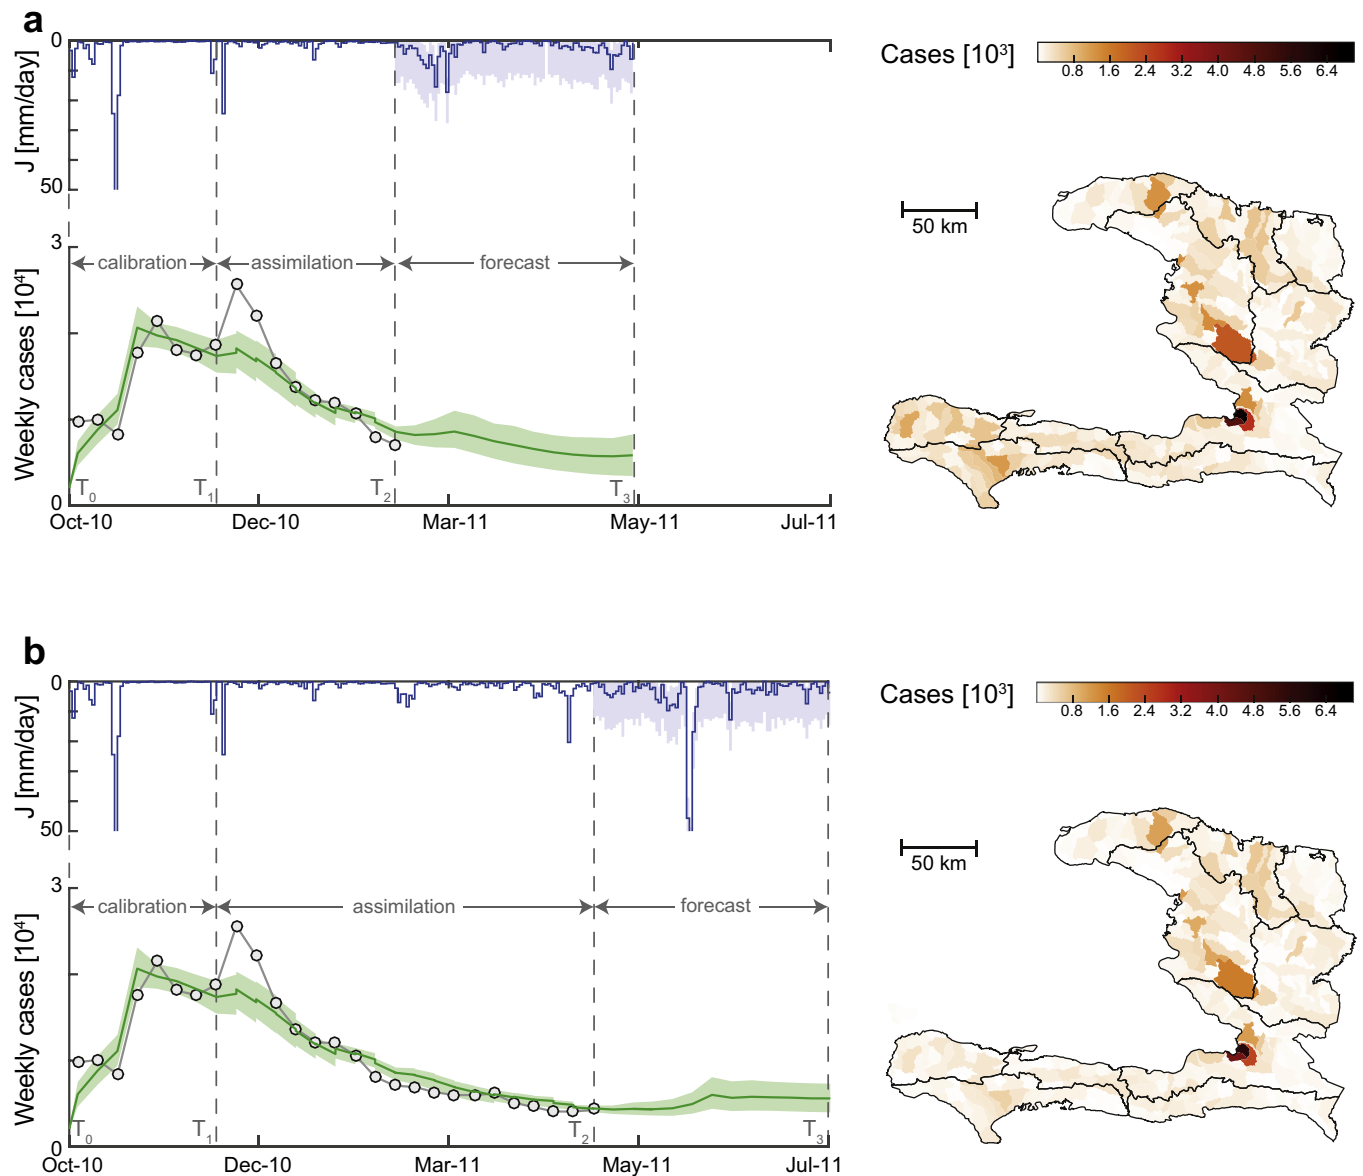 a
0
J [mm/day]
50
3
Weekly cases [10⁴]
0
calibration
assimilation
forecast
T₀
T₁
T₂
T₃
Oct-10
Dec-10
Mar-11
May-11
Jul-11
Cases [10³]
0.8 1.6 2.4 3.2 4.0 4.8 5.6 6.4
50 km
b
0
J [mm/day]
50
3
Weekly cases [10⁴]
0
calibration
assimilation
forecast
T₀
T₁
T₂
T₃
Oct-10
Dec-10
Mar-11
May-11
Jul-11
Cases [10³]
0.8 1.6 2.4 3.2 4.0 4.8 5.6 6.4
50 km